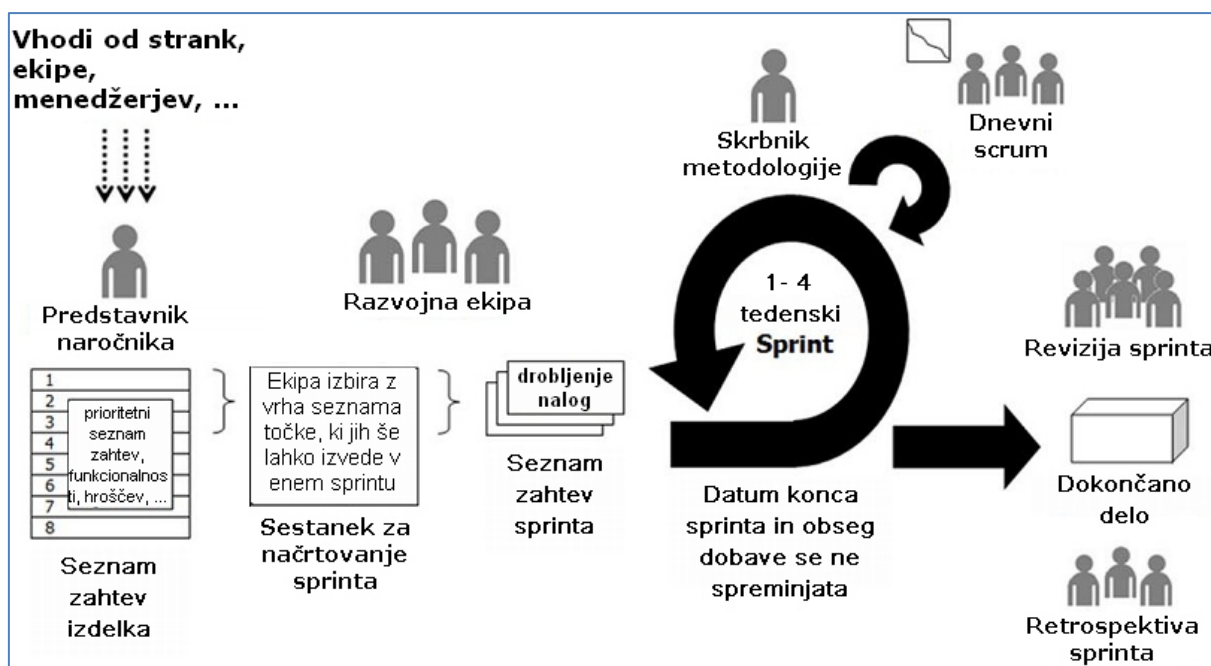 Vhodi od strank,
ekipe,
menedžerjev, ...
Predstavnik
naročnika
1
2
3
4
5
6
7
8
prioritetni
seznam
zahtev,
funkcionalnos
ti, hroščev, ...
Seznam
zahtev
izdelka
Razvojna ekipa
Ekipa izbira z
vrha seznama
točke, ki jih še
lahko izvede v
enem sprintu
Sestanek za
načrtovanje
sprinta
drobljenje
nalog
Seznam
zahtev
sprinta
Skrbnik
metodologije
Dnevni
scrum
1- 4
tedenski
Sprint
Datum konca
sprinta in obseg
dobave se ne
spreminjata
Revizija sprinta
Dokončano
delo
Retrospektiva
sprinta